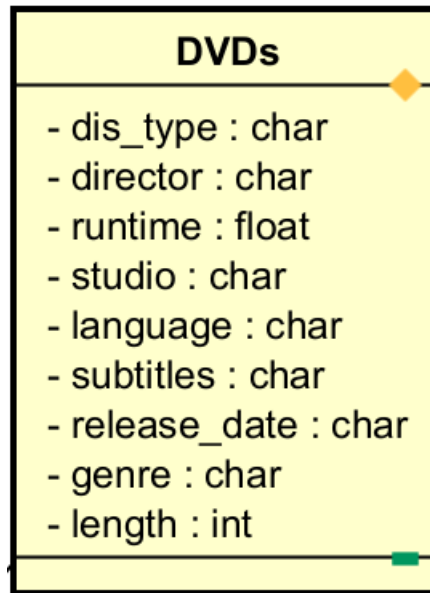 DVDs
- dis_type : char
- director : char
- runtime : float
- studio : char
- language : char
- subtitles : char
- release_date : char
- genre : char
- length : int